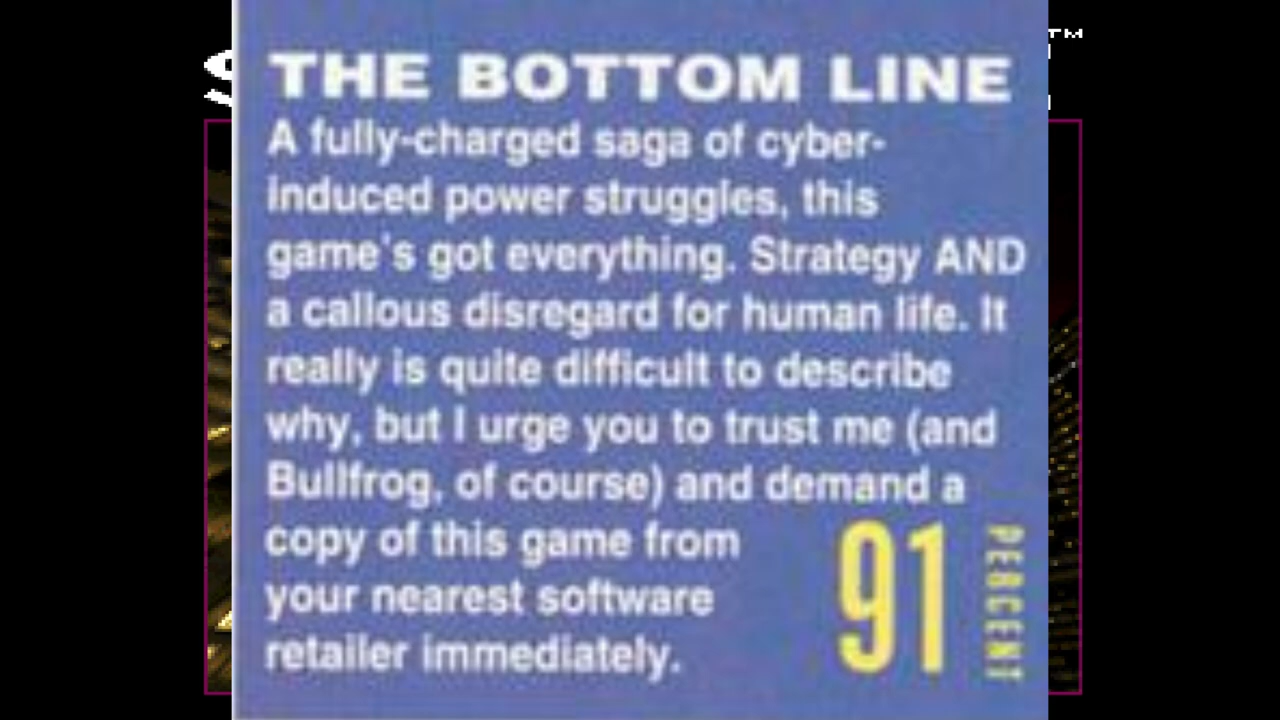 S
™
THE BOTTOM LINE
A fully-charged saga of cyber-
induced power struggles, this
game's got everything. Strategy AND
a callous disregard for human life. It
really is quite difficult to describe
why, but I urge you to trust me (and
Bullfrog, of course) and demand a
copy of this game from
your nearest software
retailer immediately.
91
PERCENT